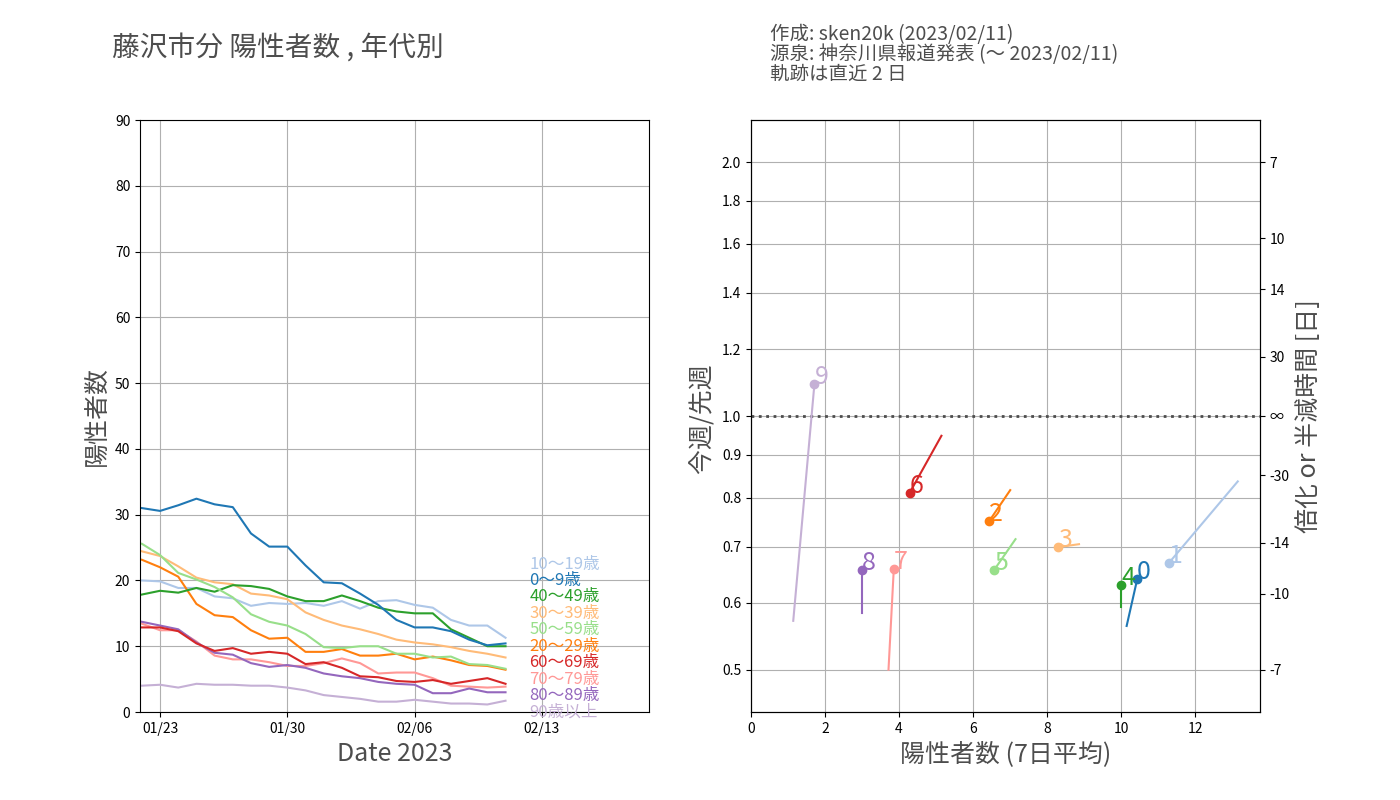 藤沢市分 陽性者数 , 年代別
作成: sken20k (2023/02/11)
源泉: 神奈川県報道発表 (〜 2023/02/11)
軌跡は直近 2 日
陽性者数
90
80
70
60
50
40
30
20
10
0
10〜19歳
0〜9歳
40〜49歳
30〜39歳
50〜59歳
20〜29歳
60〜69歳
70〜79歳
80〜89歳
90歳以上
01/23 01/30 02/06 02/13
Date 2023
今週/先週
2.0
1.8
1.6
1.4
1.2
1.0
0.9
0.8
0.7
0.6
0.5
9
6
2
3
8
7
5
4
0
1
0 2 4 6 8 10 12
陽性者数 (7日平均)
7
10
14
30
∞
-30
-14
-10
-7
倍化 or 半減時間 [日]